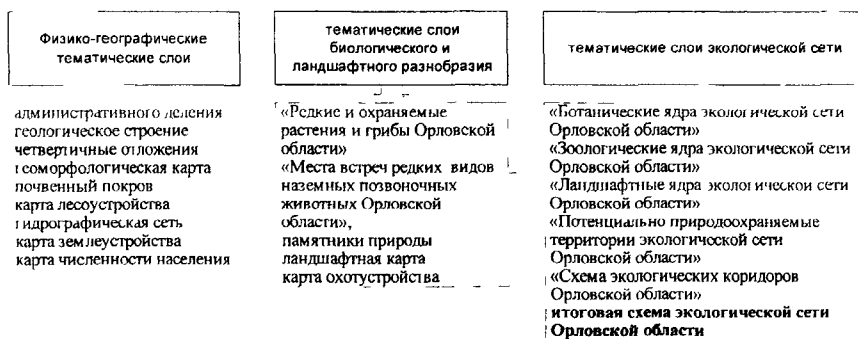 Физико-географические
тематические слои
административного деления
геологическое строение
четвертичные отложения
геоморфологическая карта
почвенный покров
карта лесоустройства
гидрографическая сеть
карта землеустройства
карта численности населения
тематические слои
биологического и
ландшафтного разнобразия
«Редкие и охраняемые
растения и грибы Орловской
области»
«Места встреч редких видов
наземных позвоночных
животных Орловской
области»,
памятники природы
ландшафтная карта
карта охотустройства
тематические слои экологической сети
«Ботанические ядра экологической сети
Орловской области»
«Зоологические ядра экологической сети
Орловской области»
«Ландшафтные ядра экологической сети
Орловской области»
«Потенциально природоохраняемые
территории экологической сети
Орловской области»
«Схема экологических коридоров
Орловской области»
итоговая схема экологической сети
Орловской области